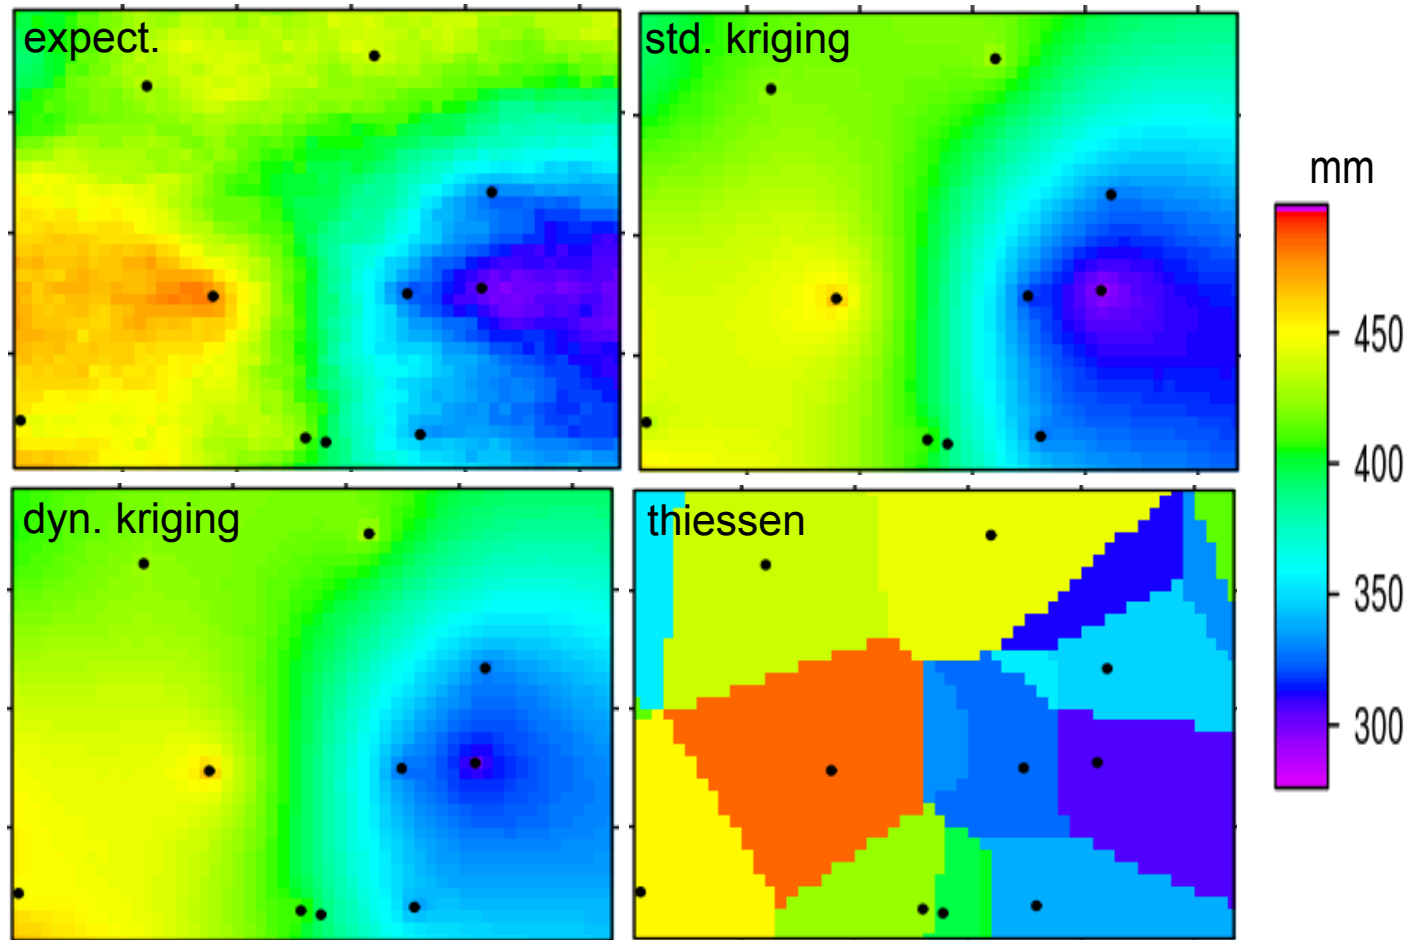 expect.
std. kriging
mm
450
400
350
300
dyn. kriging
thiessen